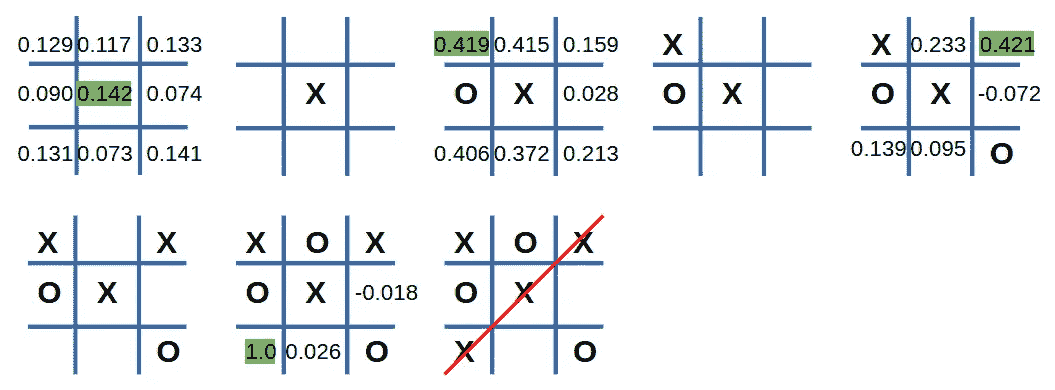 0.129 0.117 0.133
0.090 0.142 0.074
0.131 0.073 0.141
X
0.419 0.415 0.159
O X 0.028
0.406 0.372 0.213
X
O X
X 0.233 0.421
O X -0.072
0.139 0.095 O
X X
O X
O
X O X
O X -0.018
1.0 0.026 O
X O X
O X
X O